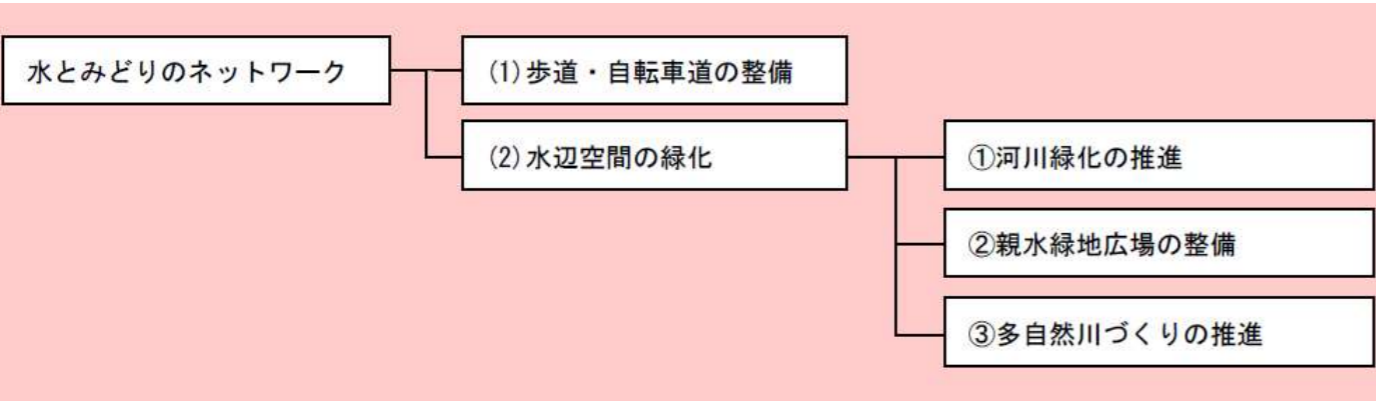 水とみどりのネットワーク
(1)歩道・自転車道の整備
(2)水辺空間の緑化
①河川緑化の推進
②親水緑地広場の整備
③多自然川づくりの推進